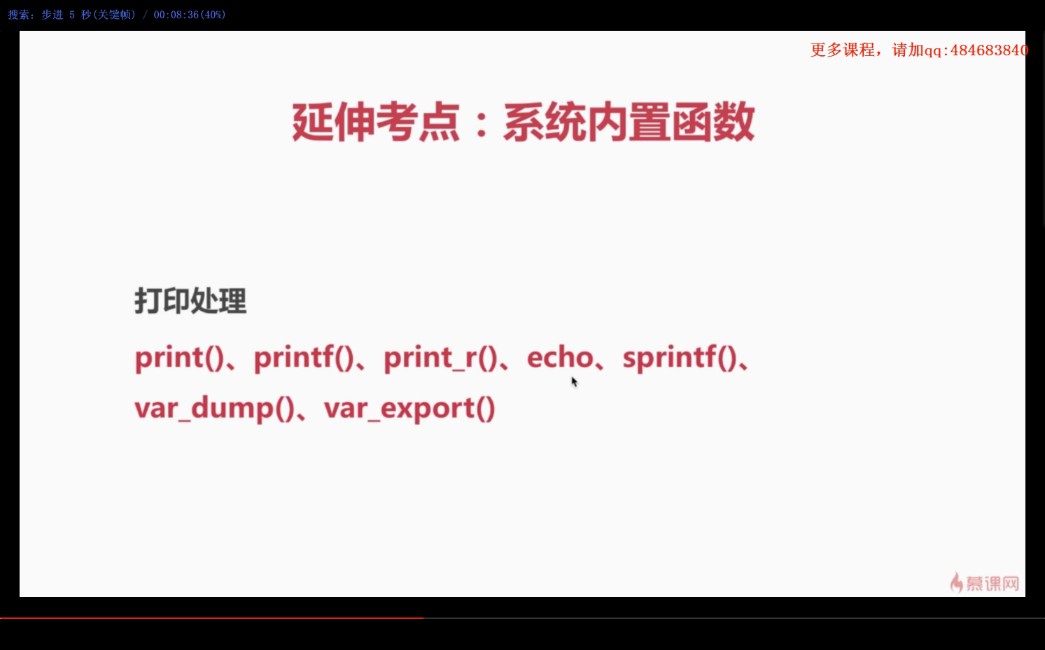 搜索: 步进 5 秒(关键帧) / 00:08:36(40%)
更多课程，请加qq:484683840
延伸考点：系统内置函数
打印处理
print()、printf()、print_r()、echo、sprintf()、
var_dump()、var_export()
慕课网